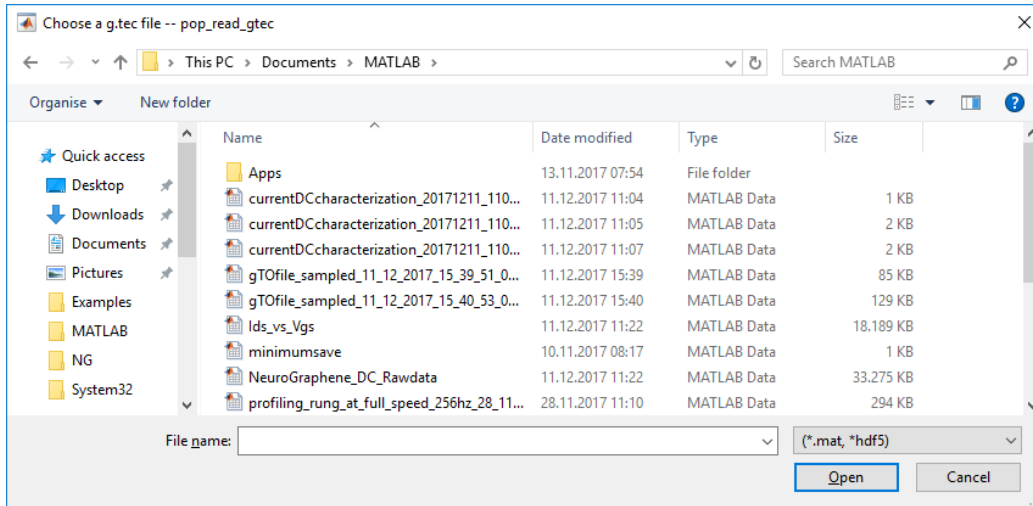 Choose a g.tec file -- pop_read_gtec
This PC > Documents > MATLAB > Search MATLAB
Organise New folder
Name Date modified Type Size
Quick access
Desktop
Downloads
Documents
Pictures
Examples
MATLAB
NG
System32
Apps 13.11.2017 07:54 File folder
currentDCcharacterization_20171211_110... 11.12.2017 11:04 MATLAB Data 1 KB
currentDCcharacterization_20171211_110... 11.12.2017 11:05 MATLAB Data 2 KB
currentDCcharacterization_20171211_110... 11.12.2017 11:07 MATLAB Data 2 KB
gTOfile_sampled_11_12_2017_15_39_51_0... 11.12.2017 15:39 MATLAB Data 85 KB
gTOfile_sampled_11_12_2017_15_40_53_0... 11.12.2017 15:40 MATLAB Data 129 KB
Ids_vs_Vgs 11.12.2017 11:22 MATLAB Data 18.189 KB
minimumsave 10.11.2017 08:17 MATLAB Data 1 KB
NeuroGraphene_DC_Rawdata 11.12.2017 11:22 MATLAB Data 33.275 KB
profiling_rung_at_full_speed_256hz_28_11... 28.11.2017 11:10 MATLAB Data 294 KB
File name: (*.mat, *hdf5)
Open Cancel